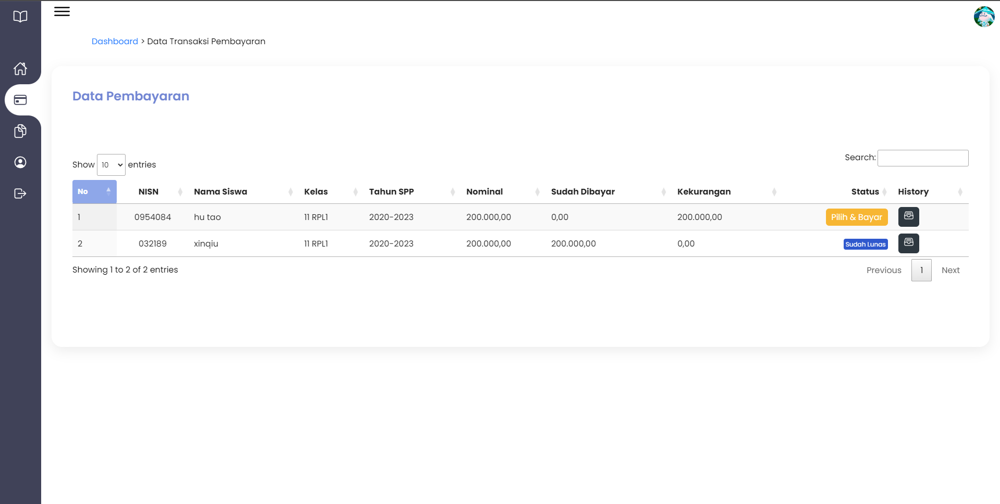 Dashboard > Data Transaksi Pembayaran
Data Pembayaran
Show 10 entries
Search:
No NISN Nama Siswa Kelas Tahun SPP Nominal Sudah Dibayar Kekurangan Status History
1 0954084 hu tao 11 RPL1 2020-2023 200.000,00 0,00 200.000,00 Pilih & Bayar
2 032189 xinqiu 11 RPL1 2020-2023 200.000,00 200.000,00 0,00 Sudah Lunas
Showing 1 to 2 of 2 entries
Previous 1 Next